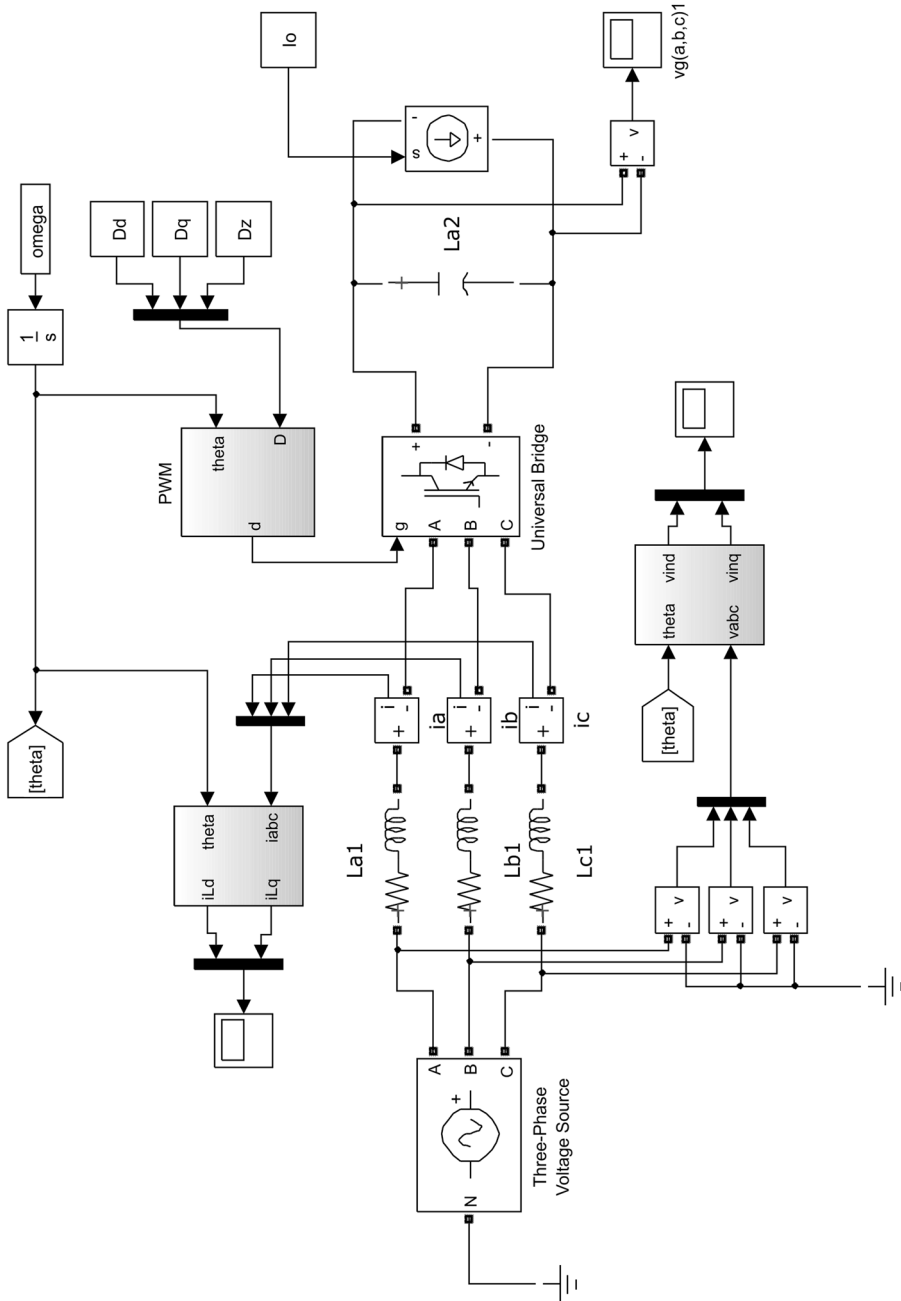 [theta]
omega
1
s
Io
Dd
Dq
Dz
iLd
theta
iLq
iabc
PWM
d
theta
D
La1
Lb1
Lc1
ia
ib
ic
+
i
-
+
i
-
+
i
-
g
A
B
C
+
-
Universal Bridge
+
La2
s
-
+
+
-
v
vg(a,b,c)1
N
+
A
B
C
Three-Phase
Voltage Source
+
+
+
+
-
v
+
-
v
+
-
v
[theta]
theta
vind
vabc
vinq